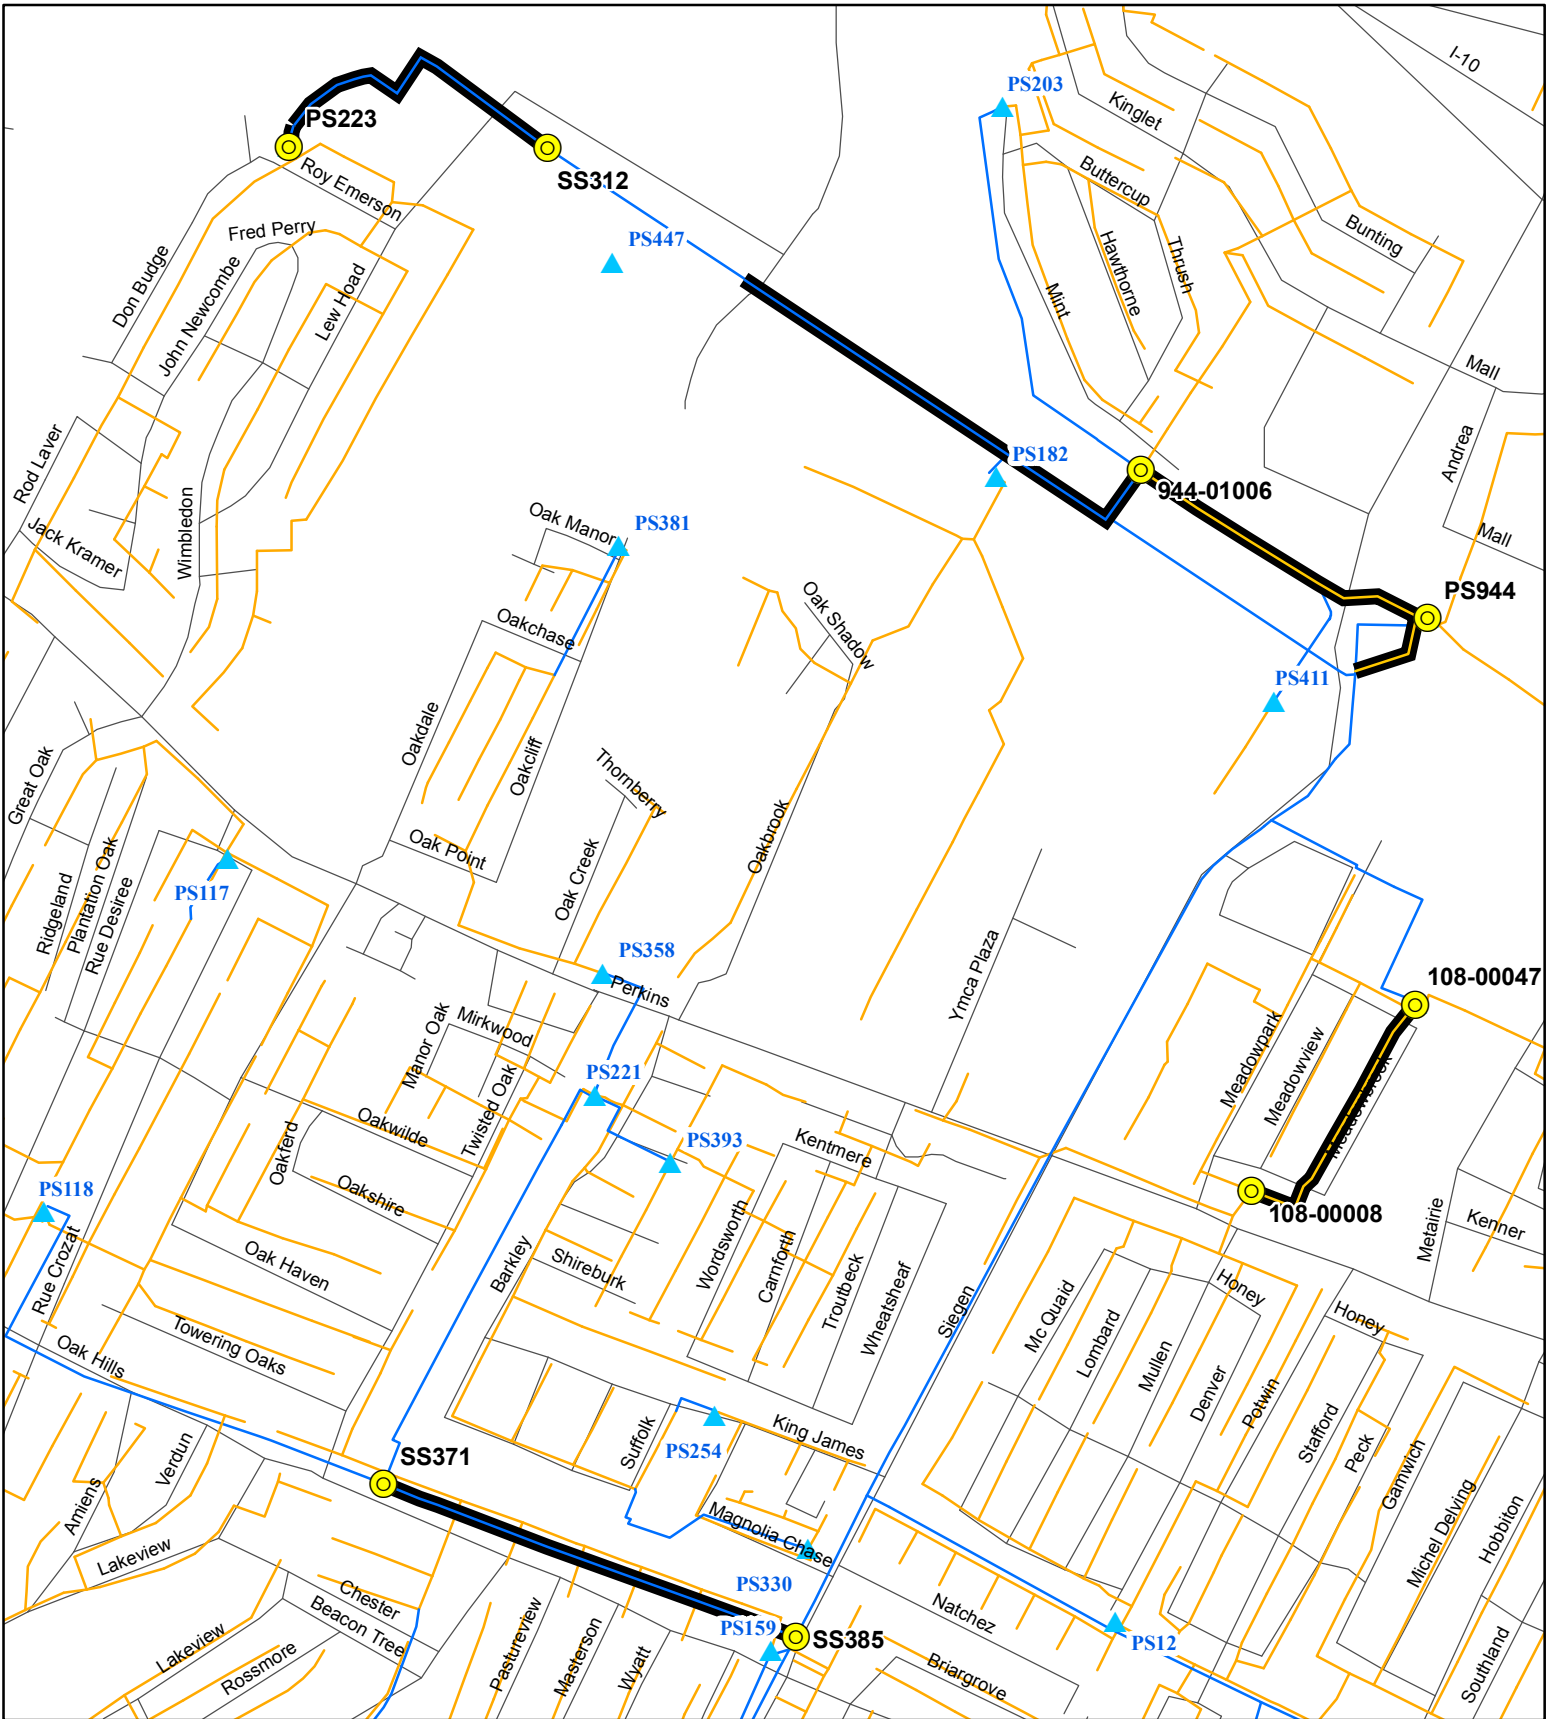 I-10
PS203
Kinglet
PS223
Roy Emerson
SS312
Buttercup
Fred Perry
PS447
Bunting
Don Budge
John Newcombe
Lew Hoad
Hawthorne
Thrush
Mint
Mall
Rod Laver
Andrea
PS182
944-01006
Jack Kramer
Wimbledon
Oak Manor
PS381
Mall
PS944
Oakchase
Oak Shadow
PS411
Oakdale
Oakcliff
Great Oak
Thornberry
Oakbrook
Oak Point
Oak Creek
PS117
Ridgeland
Plantation Oak
Rue Desiree
PS358
Perkins
Ymca Plaza
108-00047
Manor Oak
Mirkwood
Twisted Oak
PS221
Meadowpark
Meadowview
Meadowbrook
Oakferd
Oakwilde
PS393
Kentmere
PS118
Oakshire
108-00008
Metairie
Kenner
Rue Crozat
Oak Haven
Barkley
Shireburk
Wordsworth
Carnforth
Troutbeck
Wheatsheaf
Siegen
Mc Quaid
Lombard
Mullen
Honey
Honey
Denver
Potwin
Towering Oaks
Oak Hills
Suffolk
PS254
King James
Stafford
Peck
Gamwich
Michel Delving
Hobbiton
Verdun
Amiens
SS371
Magnolia Chase
Lakeview
PS330
Chester
Beacon Tree
Natchez
PS159
SS385
PS12
Lakeview
Rossmore
Pastureview
Masterson
Wyatt
Briargrove
Southland